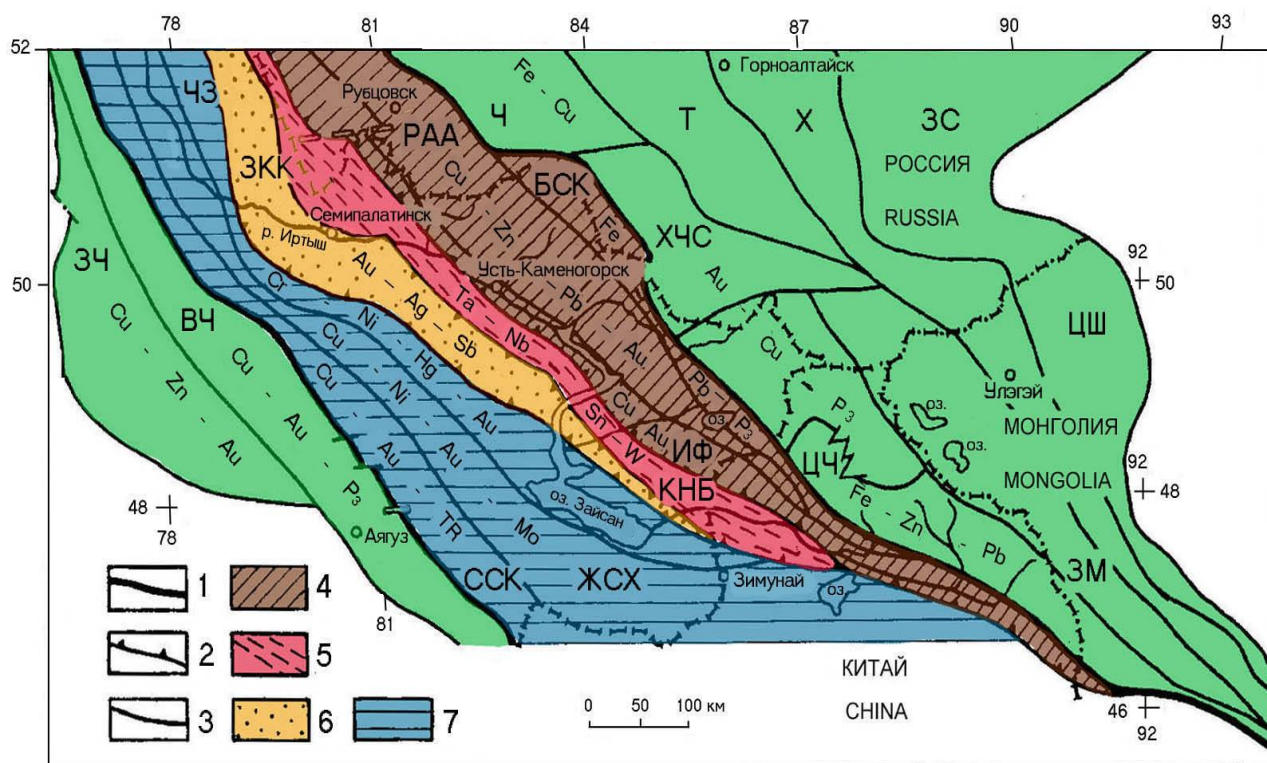 78
81
84
87
90
93
52
Горноалтайск
ЧЗ
Fe - Cu
Рубцовск
Ч
Т
Х
ЗС
РАА
РОССИЯ
ЗКК
Cu
БСК
RUSSIA
Семипалатинск
Fe
р. Иртыш
Zn
ХЧС
92
ЗЧ
Au - Ag - Sb
Усть-Каменогорск
Au
50
50
Cr - Ni - Hg - Au
Ta - Nb
Pb
ЦШ
ВЧ
Cu - Zn - Au
Cu - Au - P3
Cu - Ni - Au
Au
Cu - P3
Улэгэй
Pb - P3
оз.
Sn - W
Cu
Au
оз.
оз.
МОНГОЛИЯ
ИФ
ЦЧ
92
КНБ
MONGOLIA
48
48
78
оз. Зайсан
Fe - Zn - Pb
Au - TR
Mo
Аягуз
ЗМ
ССК
ЖСХ
Зимунай
оз.
1
4
81
2
5
КИТАЙ
0 50 100 км
3
6
7
CHINA
46
92